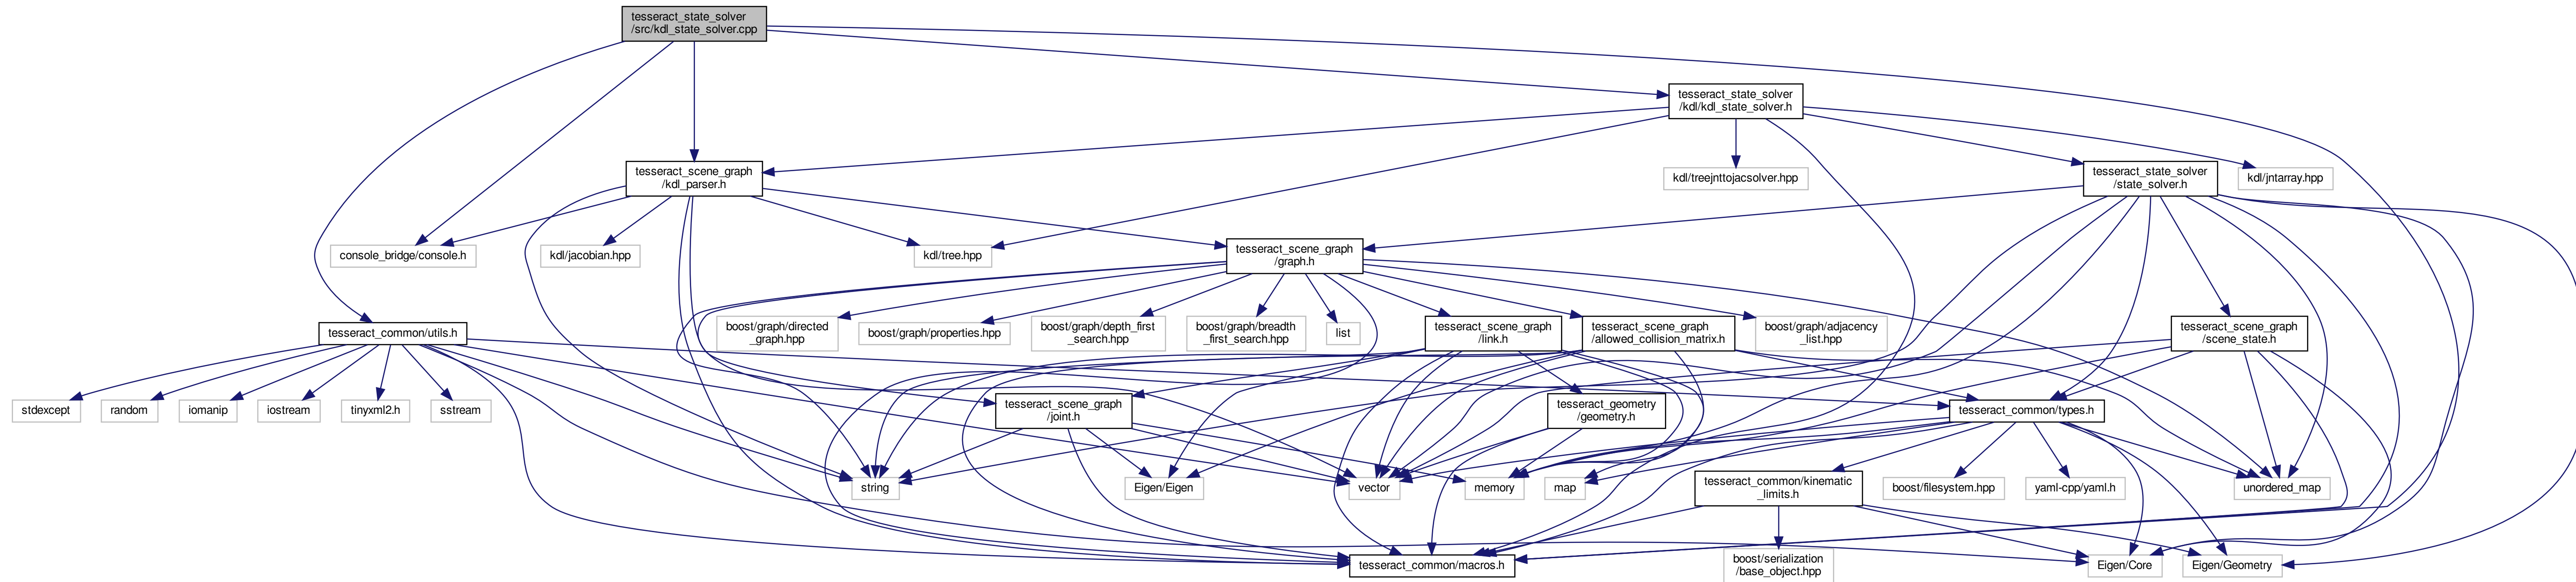 tesseract_state_solver
/src/kdl_state_solver.cpp
tesseract_state_solver
/kdl/kdl_state_solver.h
tesseract_scene_graph
/kdl_parser.h
kdl/treejnttojacsolver.hpp
tesseract_state_solver
/state_solver.h
kdl/jntarray.hpp
console_bridge/console.h
kdl/jacobian.hpp
kdl/tree.hpp
tesseract_scene_graph
/graph.h
tesseract_common/utils.h
boost/graph/directed
_graph.hpp
boost/graph/properties.hpp
boost/graph/depth_first
_search.hpp
boost/graph/breadth
_first_search.hpp
list
tesseract_scene_graph
/link.h
tesseract_scene_graph
/allowed_collision_matrix.h
boost/graph/adjacency
_list.hpp
tesseract_scene_graph
/scene_state.h
stdexcept
random
iomanip
iostream
tinyxml2.h
sstream
tesseract_scene_graph
/joint.h
tesseract_geometry
/geometry.h
tesseract_common/types.h
string
Eigen/Eigen
vector
memory
map
tesseract_common/kinematic
_limits.h
boost/filesystem.hpp
yaml-cpp/yaml.h
unordered_map
tesseract_common/macros.h
boost/serialization
/base_object.hpp
Eigen/Core
Eigen/Geometry